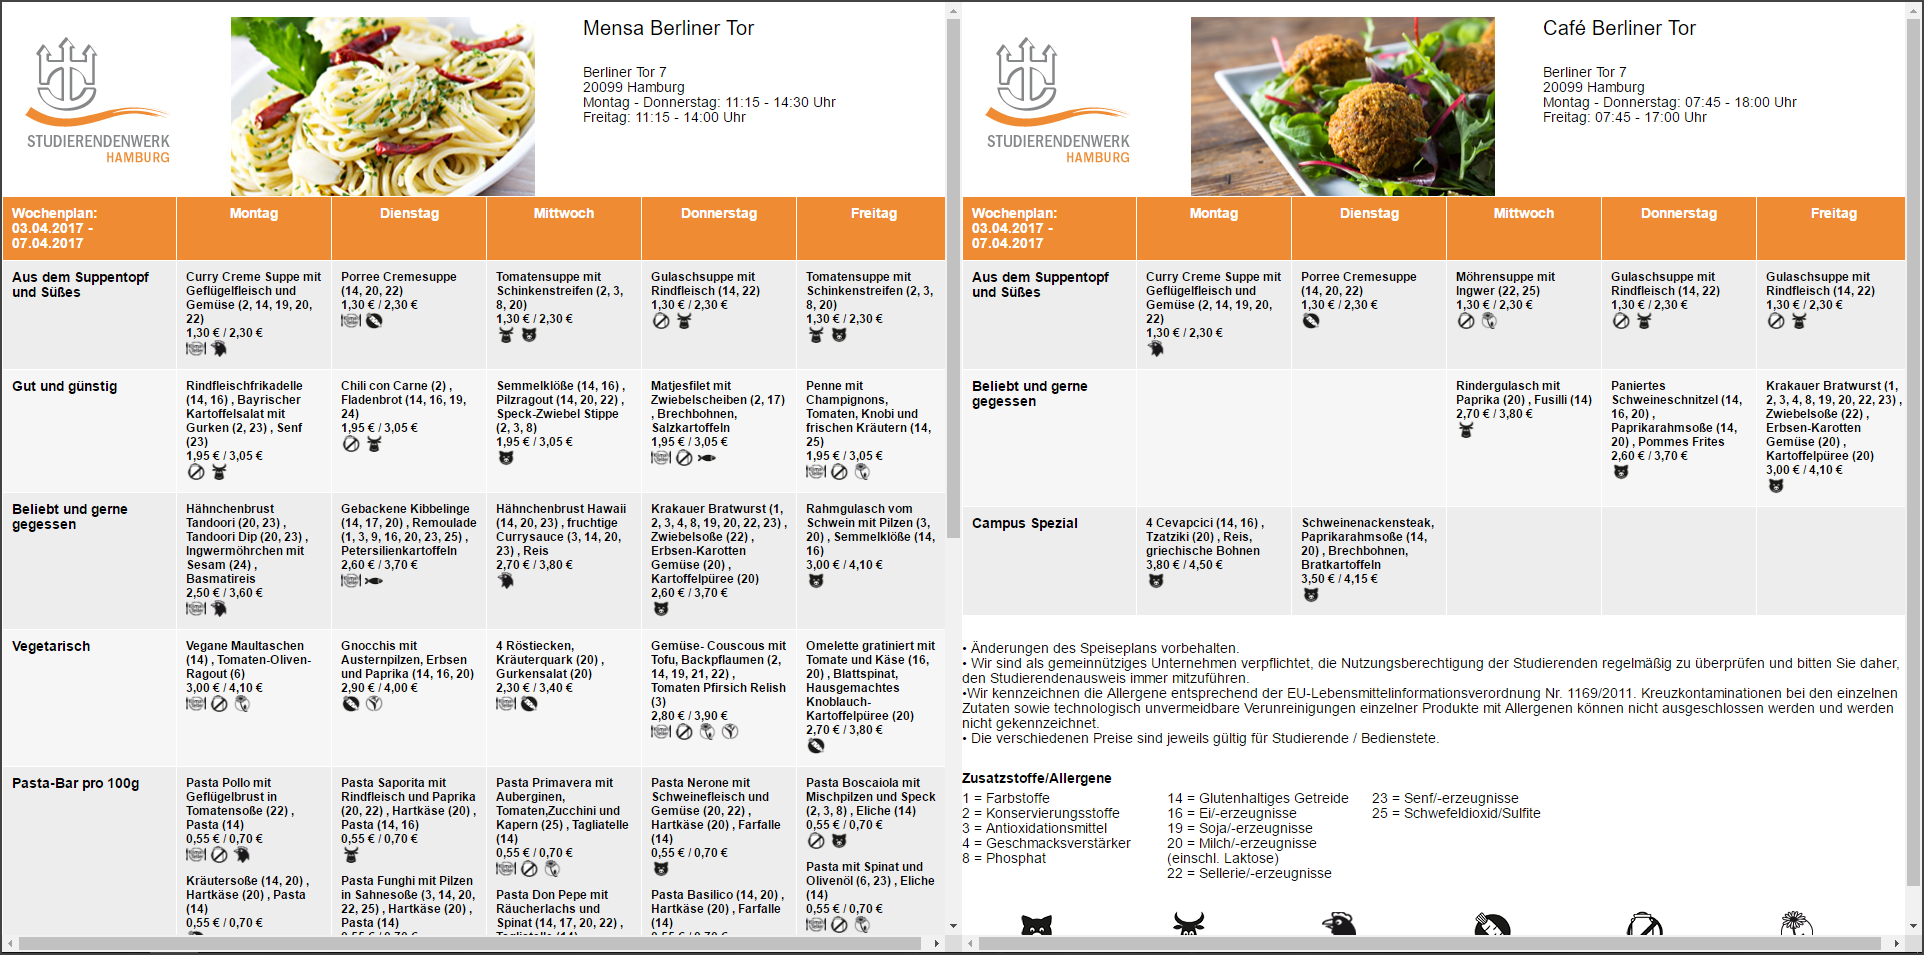 STUDIERENDENWERK
HAMBURG
Mensa Berliner Tor
Berliner Tor 7
20099 Hamburg
Montag - Donnerstag: 11:15 - 14:30 Uhr
Freitag: 11:15 - 14:00 Uhr
Wochenplan:
03.04.2017 -
07.04.2017
Montag
Dienstag
Mittwoch
Donnerstag
Freitag
Aus dem Suppentopf
und Süßes
Curry Creme Suppe mit
Geflügelfleisch und
Gemüse (2, 14, 19, 20,
22)
1,30 € / 2,30 €
Porree Cremesuppe
(14, 20, 22)
1,30 € / 2,30 €
Tomatensuppe mit
Schinkenstreifen (2, 3,
8, 20)
1,30 € / 2,30 €
Gulaschsuppe mit
Rindfleisch (14, 22)
1,30 € / 2,30 €
Tomatensuppe mit
Schinkenstreifen (2, 3,
8, 20)
1,30 € / 2,30 €
Gut und günstig
Rindfleischfrikadelle
(14, 16) , Bayrischer
Kartoffelsalat mit
Gurken (2, 23) , Senf
(23)
1,95 € / 3,05 €
Chili con Carne (2) ,
Fladenbrot (14, 16, 19,
24)
1,95 € / 3,05 €
Semmelklöße (14, 16) ,
Pilzragout (14, 20, 22) ,
Speck-Zwiebel Stippe
(2, 3, 8)
1,95 € / 3,05 €
Matjesfilet mit
Zwiebelscheiben (2, 17)
, Brechbohnen,
Salzkartoffeln
1,95 € / 3,05 €
Penne mit
Champignons,
Tomaten, Knobi und
frischen Kräutern (14,
25)
1,95 € / 3,05 €
Beliebt und gerne
gegessen
Hähnchenbrust
Tandoori (20, 23) ,
Tandoori Dip (20, 23) ,
Ingwermöhrchen mit
Sesam (24) ,
Basmatireis
2,50 € / 3,60 €
Gebackene Kibbelinge
(14, 17, 20) , Remoulade
(1, 3, 9, 16, 20, 23, 25) ,
Petersilienkartoffeln
2,60 € / 3,70 €
Hähnchenbrust Hawaii
(14, 20, 23) , fruchtige
Currysauce (3, 14, 20,
23) , Reis
2,70 € / 3,80 €
Krakauer Bratwurst (1,
2, 3, 4, 8, 19, 20, 22, 23) ,
Zwiebelsoße (22) ,
Erbsen-Karotten
Gemüse (20) ,
Kartoffelpüree (20)
2,60 € / 3,70 €
Rahmgulasch vom
Schwein mit Pilzen (3,
20) , Semmelklöße (14,
16)
3,00 € / 4,10 €
Vegetarisch
Vegane Maultaschen
(14) , Tomaten-Oliven-
Ragout (6)
3,00 € / 4,10 €
Gnocchis mit
Austernpilzen, Erbsen
und Paprika (14, 16, 20)
2,90 € / 4,00 €
4 Röstiecken,
Kräuterquark (20) ,
Gurkensalat (20)
2,30 € / 3,40 €
Gemüse- Couscous mit
Tofu, Backpflaumen (2,
14, 19, 21, 22) ,
Tomaten Pfirsich Relish
(3)
2,80 € / 3,90 €
Omelette gratiniert mit
Tomate und Käse (16,
20) , Blattspinat,
Hausgemachtes
Knoblauch-
Kartoffelpüree (20)
2,70 € / 3,80 €
Pasta-Bar pro 100g
Pasta Pollo mit
Geflügelbrust in
Tomatensoße (22) ,
Pasta (14)
0,55 € / 0,70 €
Kräutersoße (14, 20) ,
Hartkäse (20) , Pasta
(14)
0,55 € / 0,70 €
Pasta Saporita mit
Rindfleisch und Paprika
(20, 22) , Hartkäse (20) ,
Pasta (14, 16)
0,55 € / 0,70 €
Pasta Funghi mit Pilzen
in Sahnesoße (3, 14, 20,
22, 25) , Hartkäse (20) ,
Pasta (14)
0,55 € / 0,70 €
Pasta Primavera mit
Auberginen,
Tomaten,Zucchini und
Kapern (25) , Tagliatelle
(14)
0,55 € / 0,70 €
Pasta Don Pepe mit
Räucherlachs und
Spinat (14, 17, 20, 22) ,
Tagliatelle (14)
Pasta Nerone mit
Schweinefleisch und
Gemüse (20, 22) ,
Hartkäse (20) , Farfalle
(14)
0,55 € / 0,70 €
Pasta Basilico (14, 20) ,
Hartkäse (20) , Farfalle
(14)
0,55 € / 0,70 €
Pasta Boscaiola mit
Mischpilzen und Speck
(2, 3, 8) , Eliche (14)
0,55 € / 0,70 €
Pasta mit Spinat und
Olivenöl (6, 23) , Eliche
(14)
0,55 € / 0,70 €
STUDIERENDENWERK
HAMBURG
Café Berliner Tor
Berliner Tor 7
20099 Hamburg
Montag - Donnerstag: 07:45 - 18:00 Uhr
Freitag: 07:45 - 17:00 Uhr
Wochenplan:
03.04.2017 -
07.04.2017
Montag
Dienstag
Mittwoch
Donnerstag
Freitag
Aus dem Suppentopf
und Süßes
Curry Creme Suppe mit
Geflügelfleisch und
Gemüse (2, 14, 19, 20,
22)
1,30 € / 2,30 €
Porree Cremesuppe
(14, 20, 22)
1,30 € / 2,30 €
Möhrensuppe mit
Ingwer (22, 25)
1,30 € / 2,30 €
Gulaschsuppe mit
Rindfleisch (14, 22)
1,30 € / 2,30 €
Gulaschsuppe mit
Rindfleisch (14, 22)
1,30 € / 2,30 €
Beliebt und gerne
gegessen
Rindergulasch mit
Paprika (20) , Fusilli (14)
2,70 € / 3,80 €
Paniertes
Schweineschnitzel (14,
16, 20) ,
Paprikarahmsoße (14,
20) , Pommes Frites
2,60 € / 3,70 €
Krakauer Bratwurst (1,
2, 3, 4, 8, 19, 20, 22, 23) ,
Zwiebelsoße (22) ,
Erbsen-Karotten
Gemüse (20) ,
Kartoffelpüree (20)
3,00 € / 4,10 €
Campus Spezial
4 Cevapcici (14, 16) ,
Tzatziki (20) , Reis,
griechische Bohnen
3,80 € / 4,50 €
Schweinenackensteak,
Paprikarahmsoße (14,
20) , Brechbohnen,
Bratkartoffeln
3,50 € / 4,15 €
• Änderungen des Speiseplans vorbehalten.
• Wir sind als gemeinnütziges Unternehmen verpflichtet, die Nutzungsberechtigung der Studierenden regelmäßig zu überprüfen und bitten Sie daher,
den Studierendenausweis immer mitzuführen.
•Wir kennzeichnen die Allergene entsprechend der EU-Lebensmittelinformationsverordnung Nr. 1169/2011. Kreuzkontaminationen bei den einzelnen
Zutaten sowie technologisch unvermeidbare Verunreinigungen einzelner Produkte mit Allergenen können nicht ausgeschlossen werden und werden
nicht gekennzeichnet.
• Die verschiedenen Preise sind jeweils gültig für Studierende / Bedienstete.
Zusatzstoffe/Allergene
1 = Farbstoffe
2 = Konservierungsstoffe
3 = Antioxidationsmittel
4 = Geschmacksverstärker
8 = Phosphat
14 = Glutenhaltiges Getreide
16 = Ei/-erzeugnisse
19 = Soja/-erzeugnisse
20 = Milch/-erzeugnisse
(einschl. Laktose)
22 = Sellerie/-erzeugnisse
23 = Senf/-erzeugnisse
25 = Schwefeldioxid/Sulfite